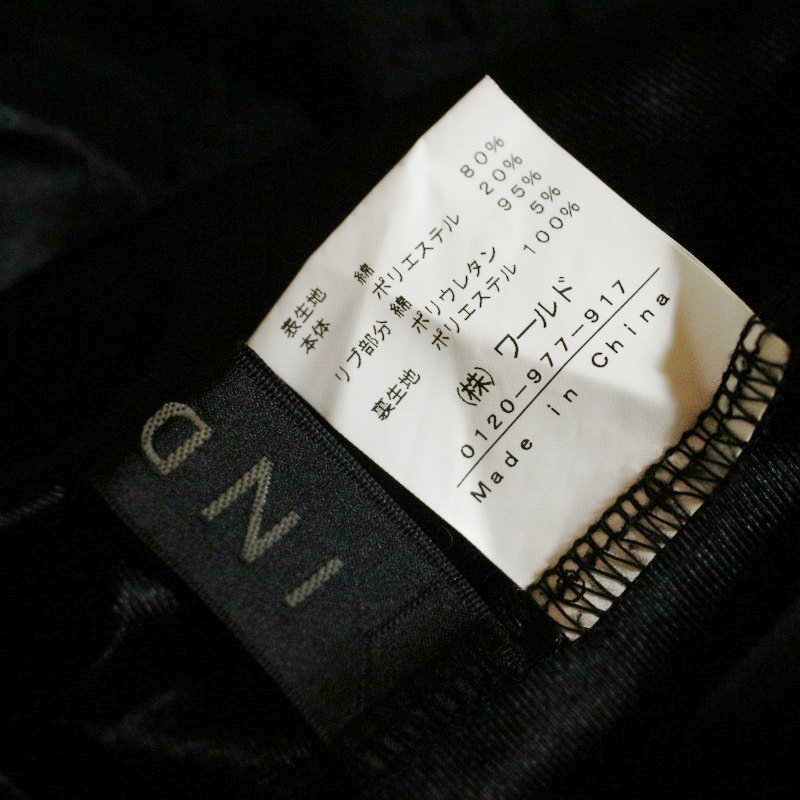 表生地 綿 80%
本体 ポリエステル 20%
リブ部分 綿 95%
ポリウレタン 5%
裏生地 ポリエステル 100%
(株) ワールド
0120-977-917
Made in China
IND